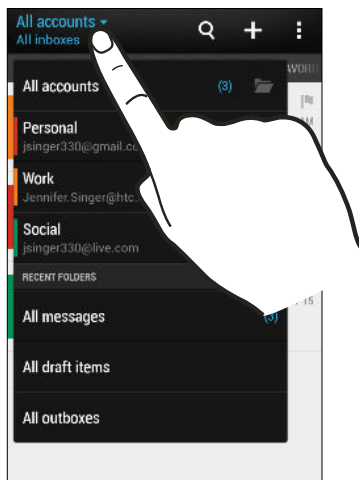 All accounts
All inboxes
All accounts (3)
Personal
jsinger330@gmail.co
Work
Jennifer.Singer@htc.
Social
jsinger330@live.com
RECENT FOLDERS
All messages (3)
All draft items
All outboxes